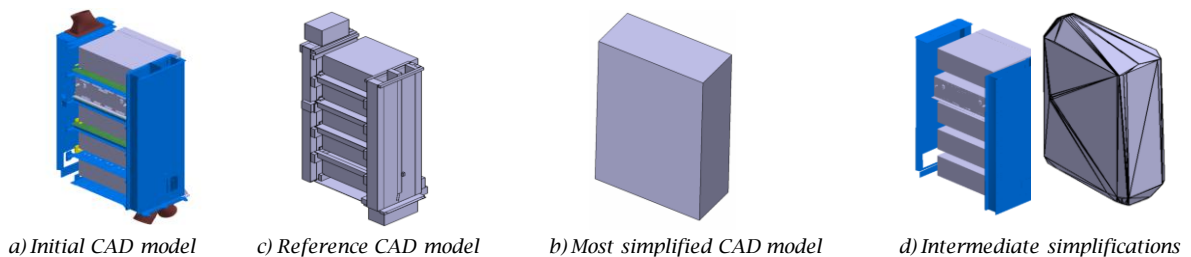 a) Initial CAD model
c) Reference CAD model
b) Most simplified CAD model
d) Intermediate simplifications